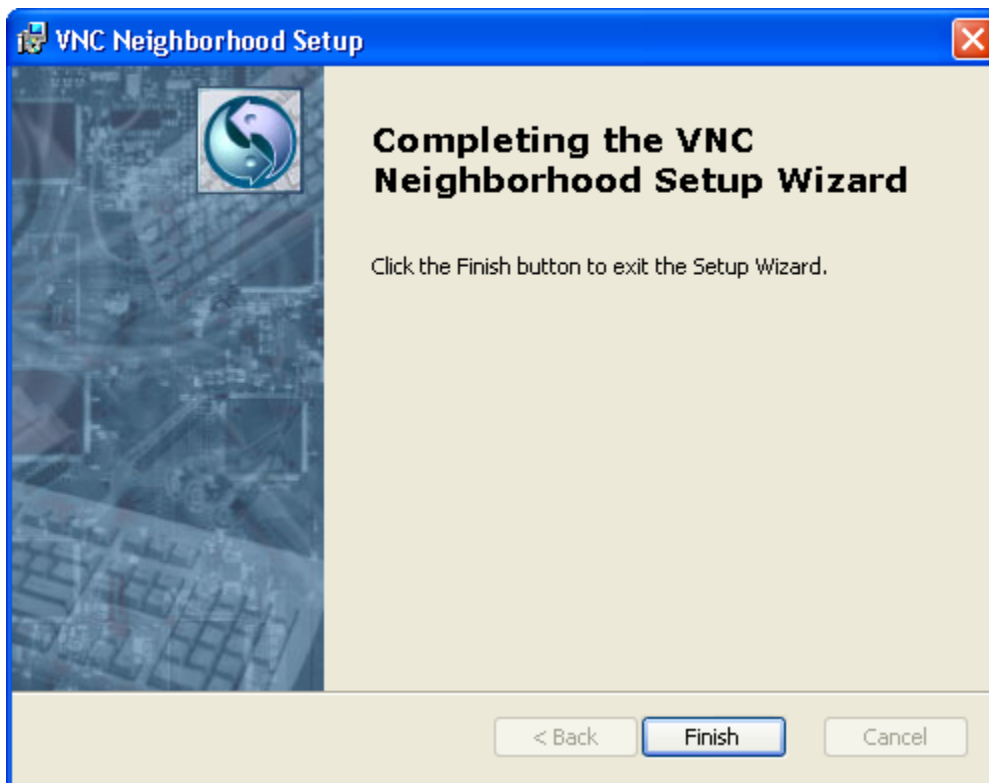 VNC Neighborhood Setup
Completing the VNC
Neighborhood Setup Wizard
Click the Finish button to exit the Setup Wizard.
< Back
Finish
Cancel